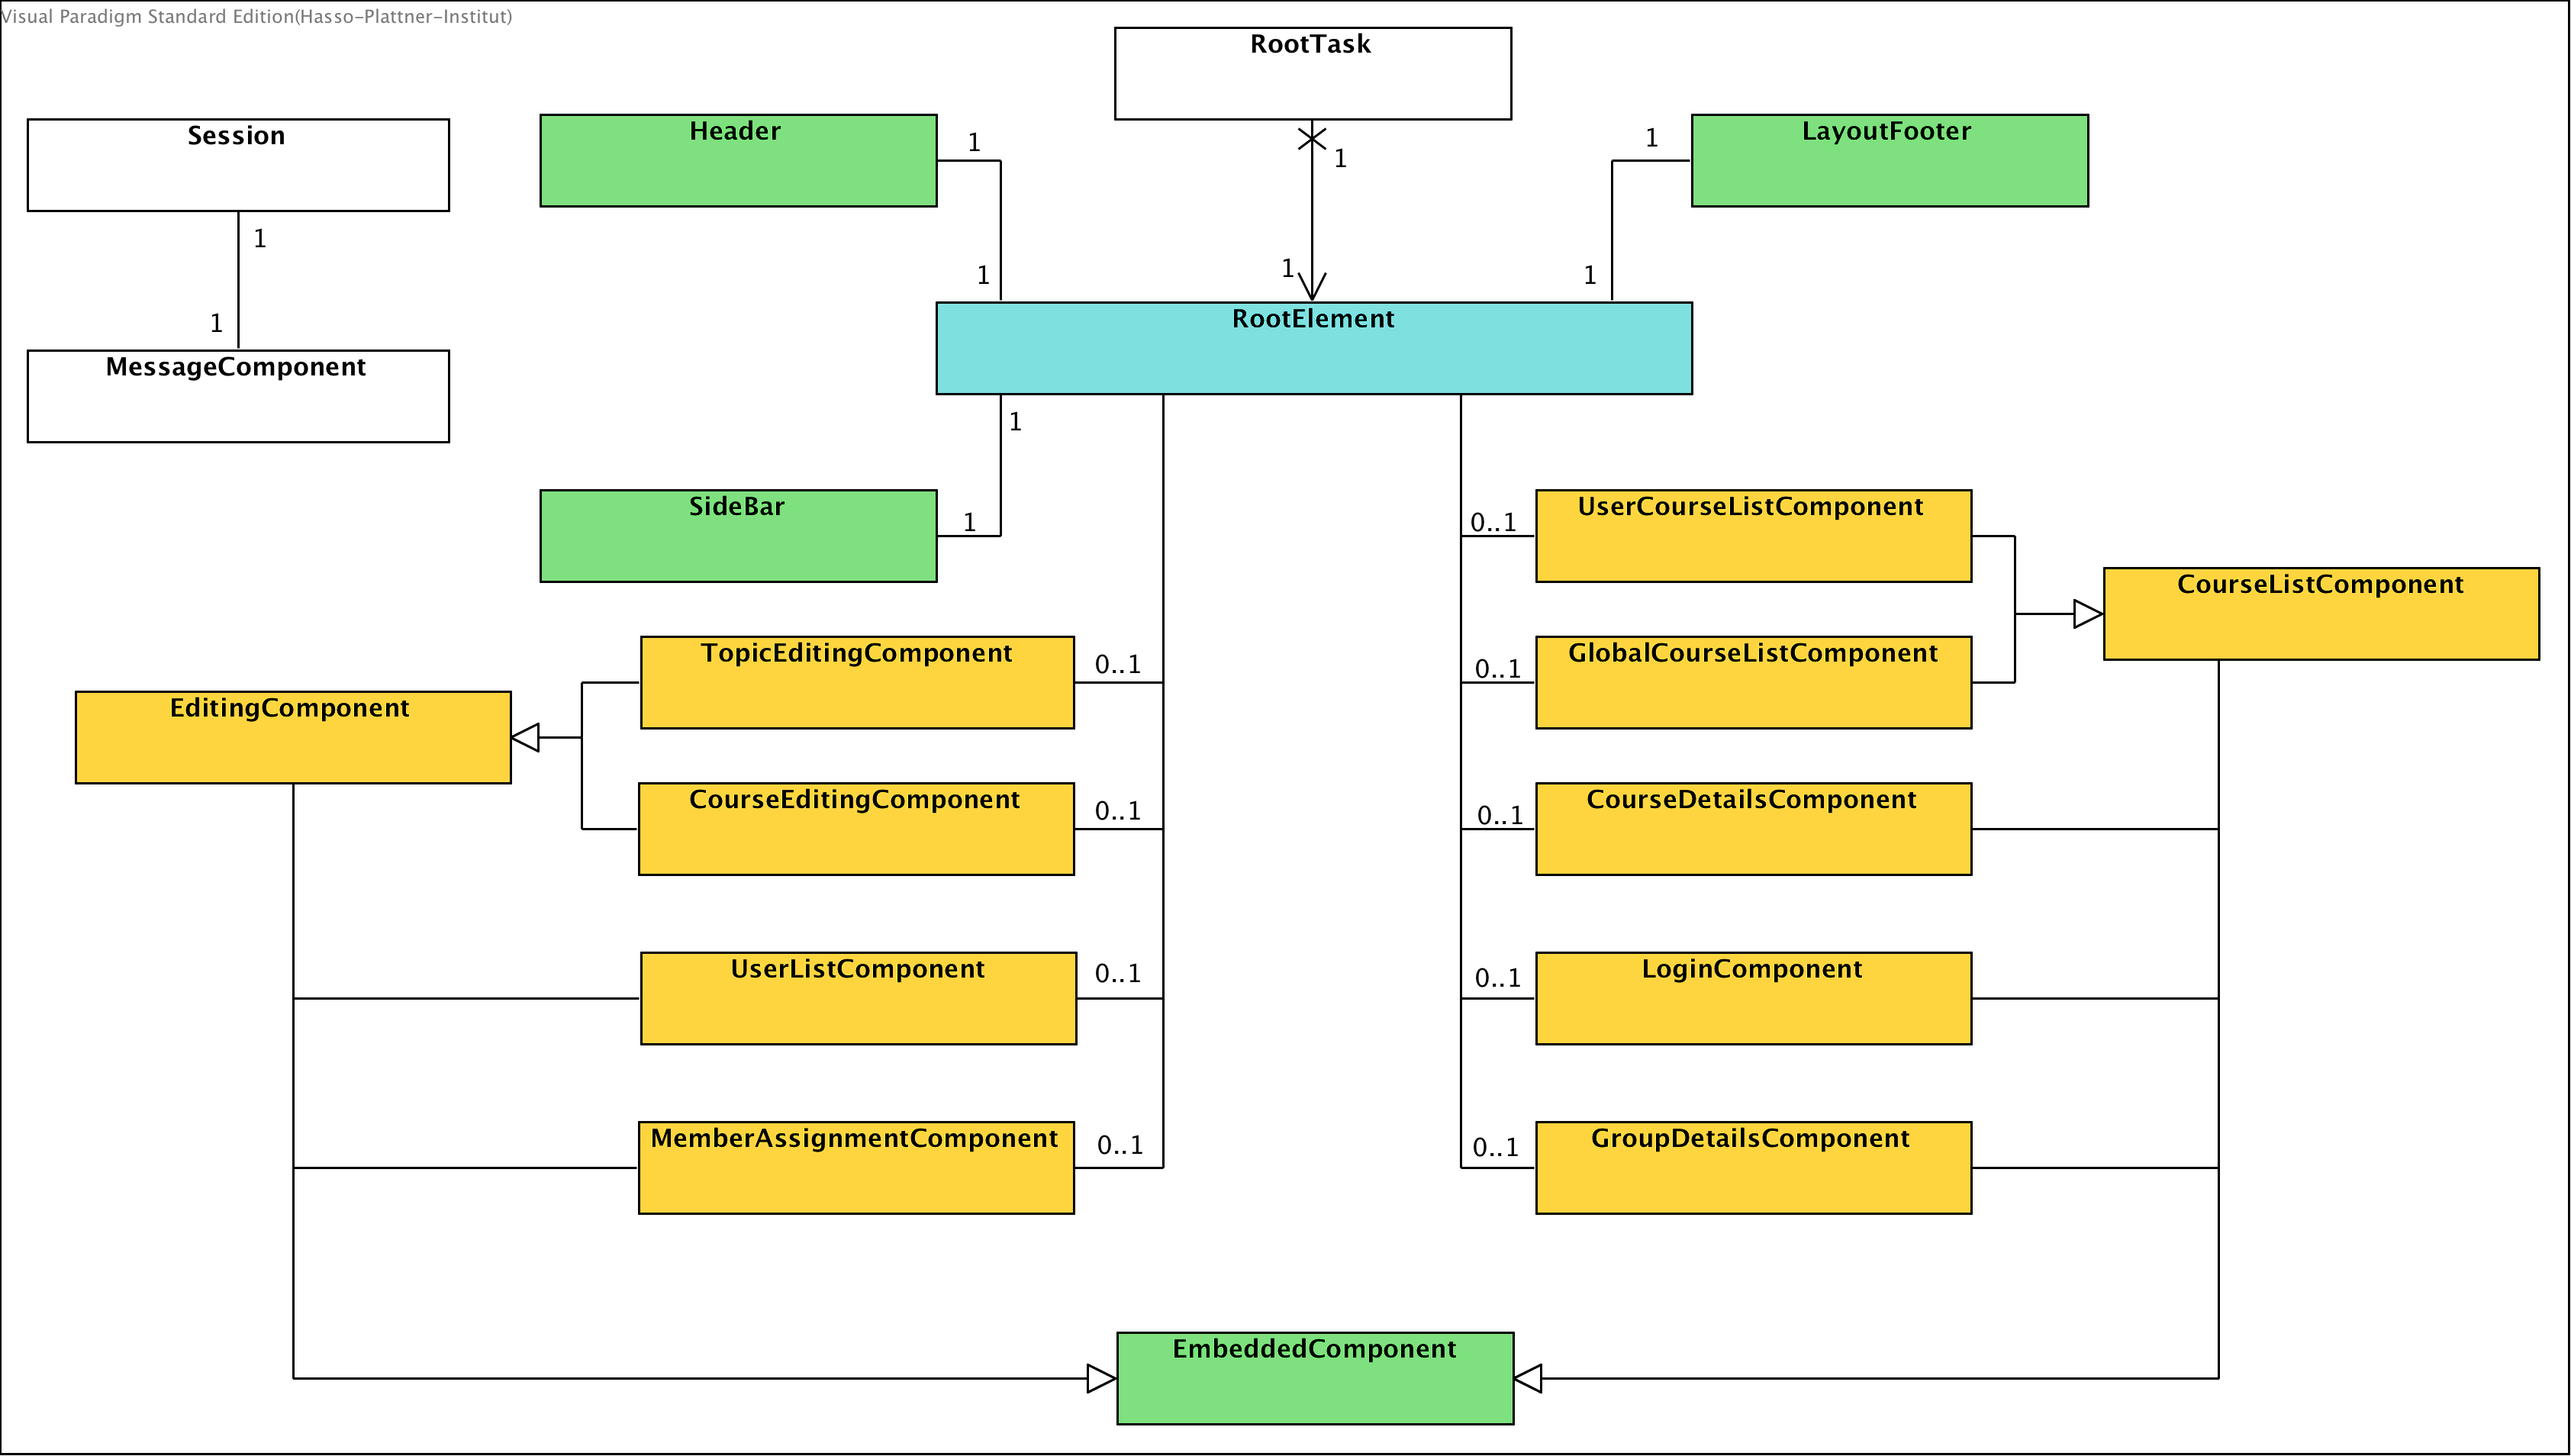 Visual Paradigm Standard Edition(Hasso-Plattner-Institut)
RootTask
Session
Header
LayoutFooter
1
1
1
1
1
1
1
1
1
RootElement
MessageComponent
1
SideBar
1
0..1
UserCourseListComponent
CourseListComponent
TopicEditingComponent
0..1
0..1
GlobalCourseListComponent
EditingComponent
CourseEditingComponent
0..1
0..1
CourseDetailsComponent
UserListComponent
0..1
0..1
LoginComponent
MemberAssignmentComponent
0..1
0..1
GroupDetailsComponent
EmbeddedComponent